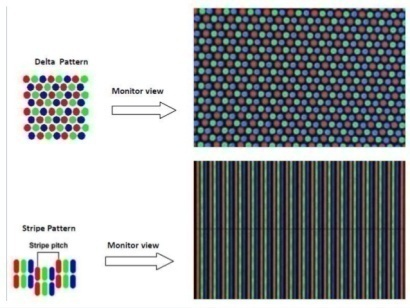 Delta Pattern
Monitor view
Stripe Pattern
Stripe pitch
Monitor view